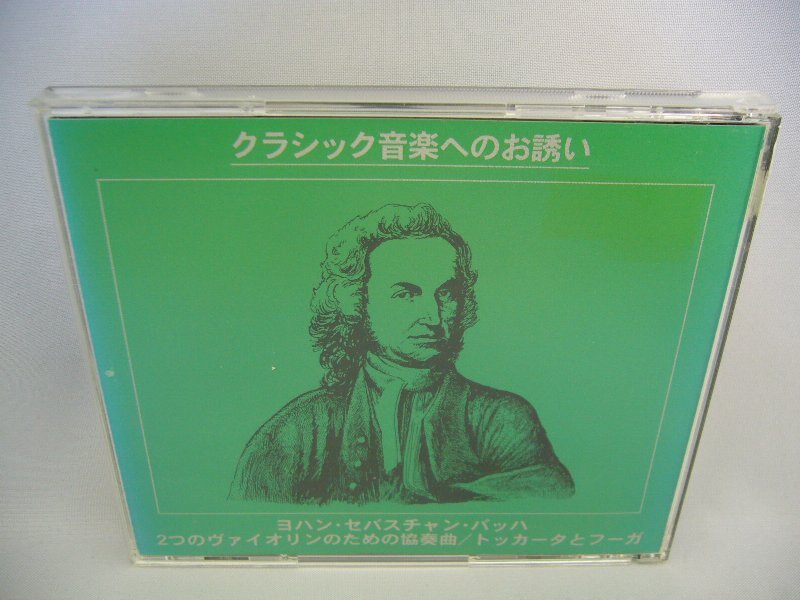 クラシック音楽へのお誘い
ヨハン・セバスチャン・バッハ
2つのヴァイオリンのための協奏曲/トッカータとフーガ